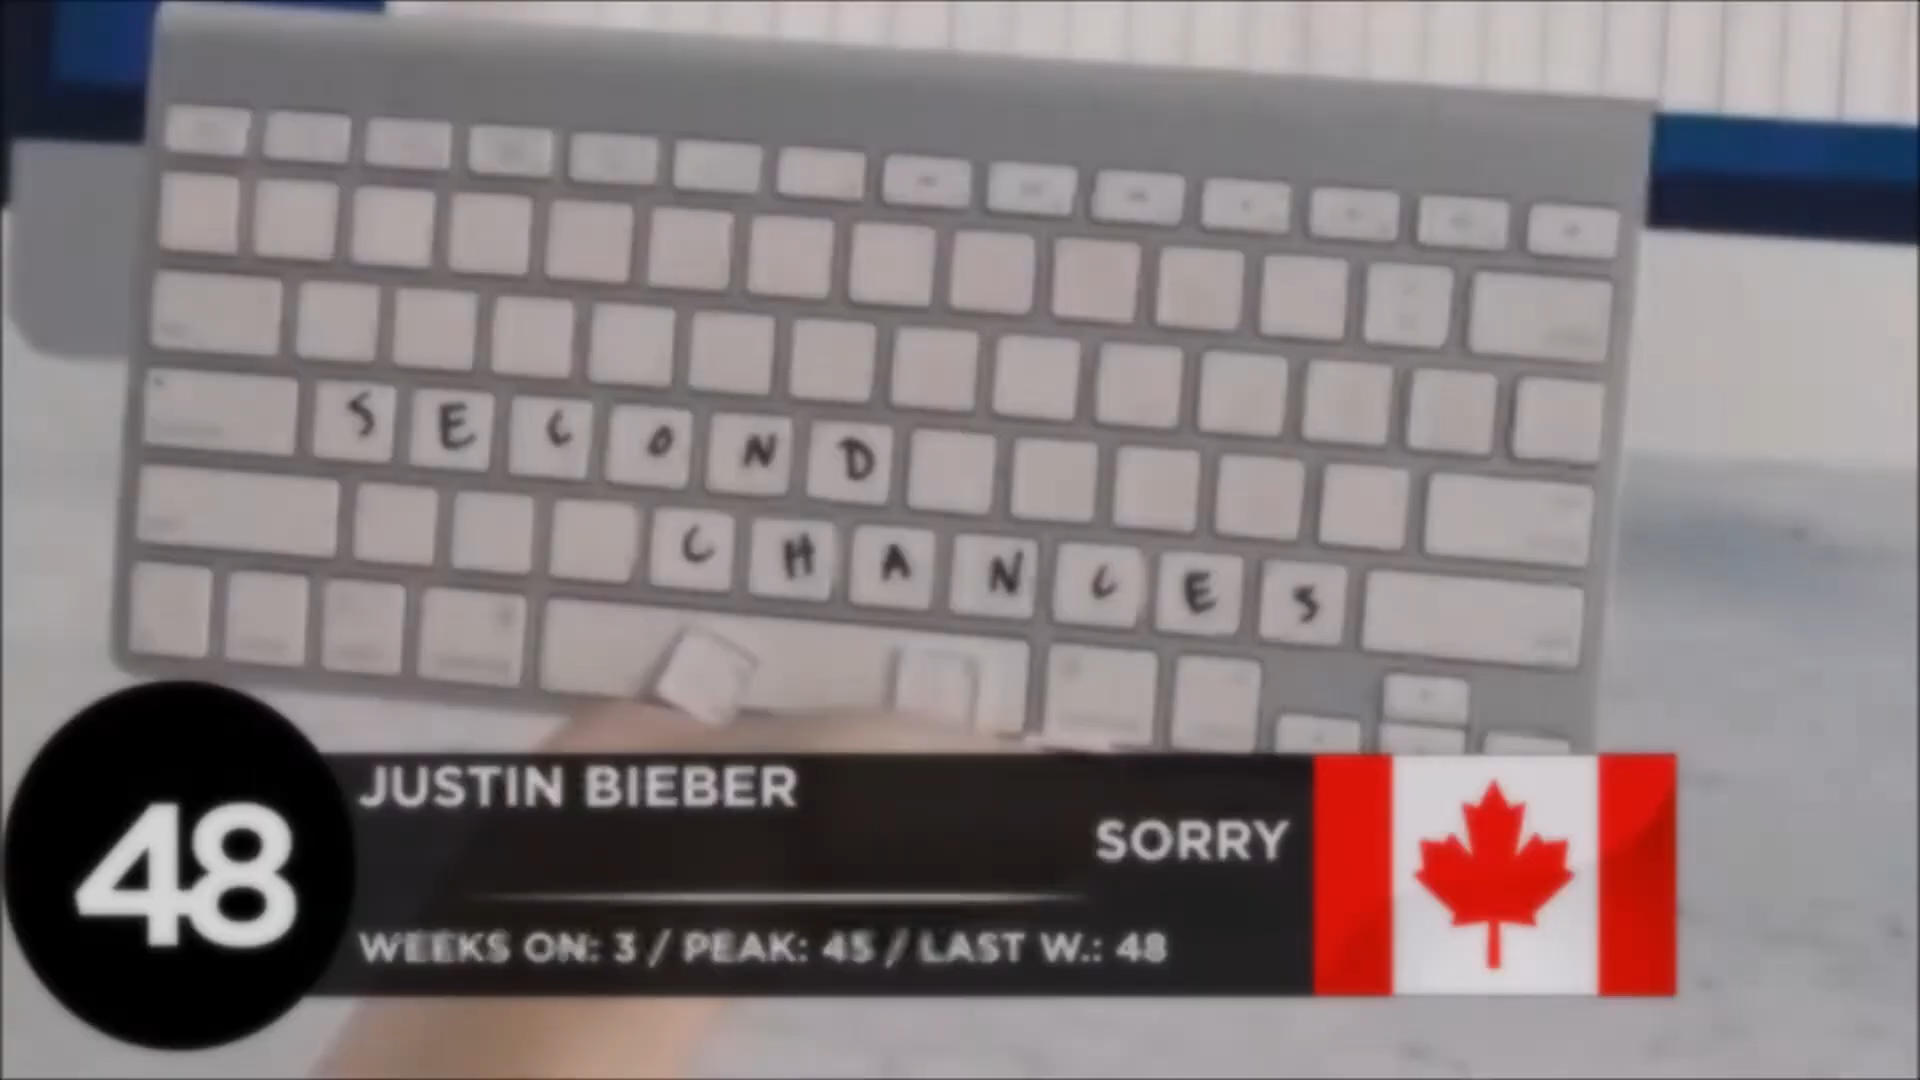 SECOND
CHANCES
48
JUSTIN BIEBER
SORRY
WEEKS ON: 3 / PEAK: 45 / LAST W.: 48